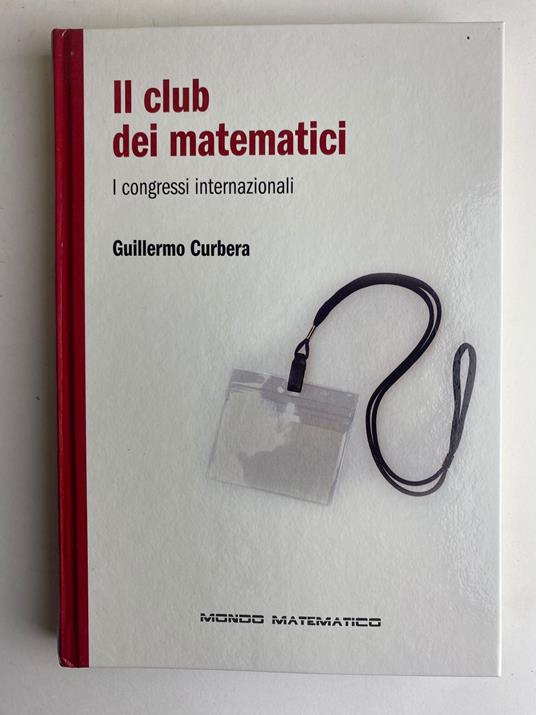 Il club
dei matematici
I congressi internazionali
Guillermo Curbera
MONDO MATEMATICO